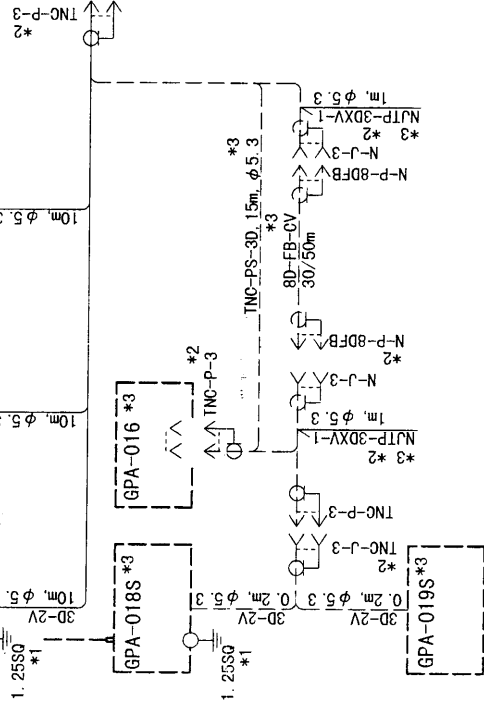 TNC-P-3
*2
10m, φ5.3
10m, φ5.3
10m, φ5.
3D-2V
1.25SQ
*1
GPA-018S *3
1.25SQ
*1
GPA-016 *3
*2
TNC-P-3
TNC-PS-3D, 15m, φ5.3
*3
*3
8D-FB-CV
30/50m
1m, φ5.3
NJTP-3DXV-1
*3 *2
N-J-3
N-P-8DFB
N-P-8DFB
*2
N-J-3
1m, φ5.3
NJTP-3DXV-1
*3 *2
TNC-P-3
TNC-J-3
*2
0.2m, φ5.3
3D-2V
0.2m, φ5.3
3D-2V
GPA-019S *3